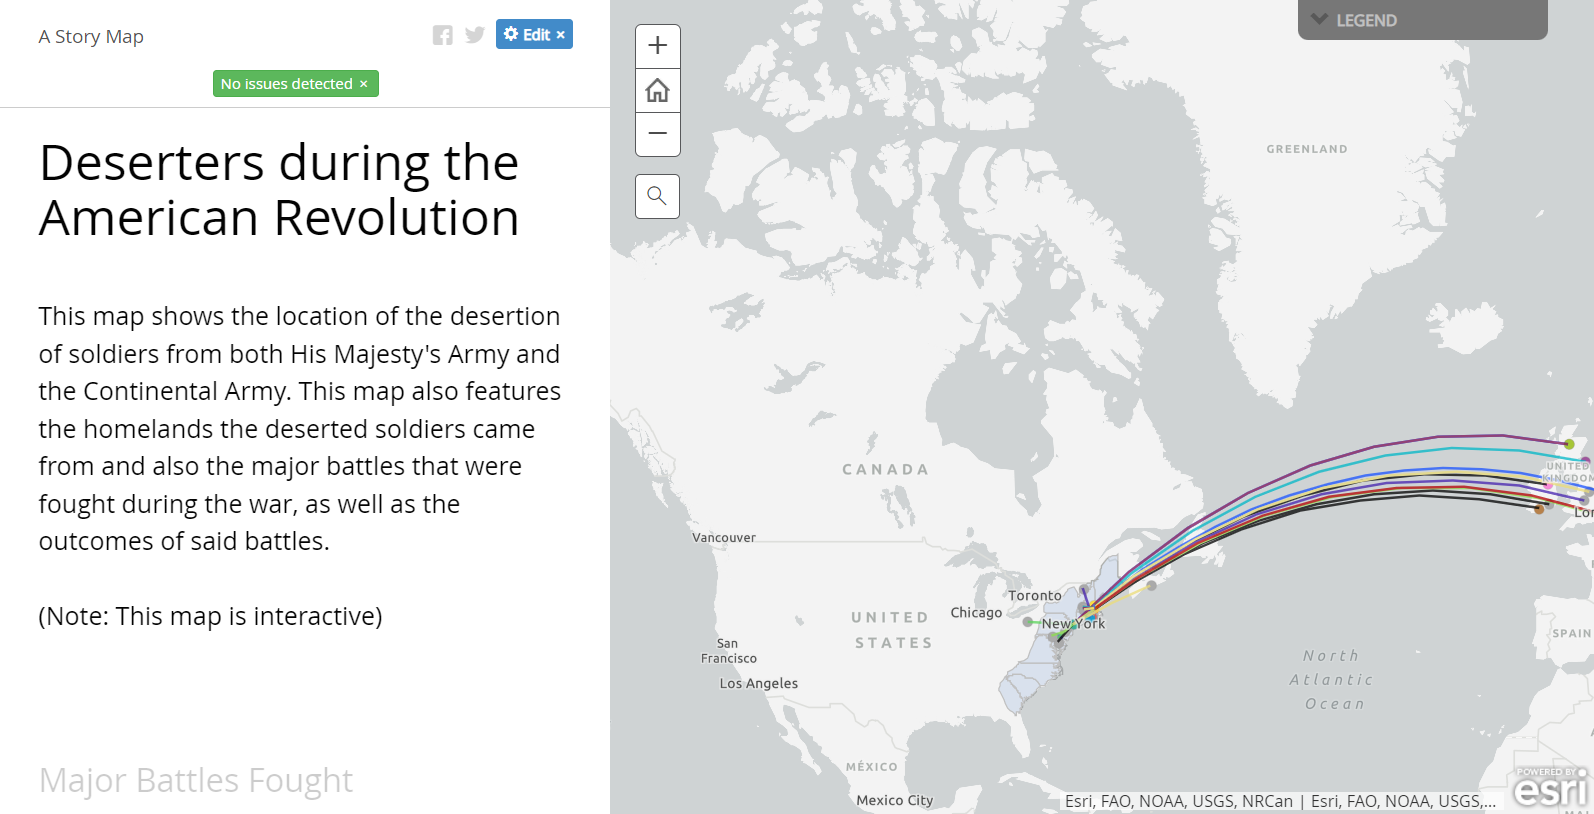 A Story Map
Edit ×
No issues detected ×
Deserters during the
American Revolution
This map shows the location of the desertion
of soldiers from both His Majesty's Army and
the Continental Army. This map also features
the homelands the deserted soldiers came
from and also the major battles that were
fought during the war, as well as the
outcomes of said battles.
(Note: This map is interactive)
Major Battles Fought
LEGEND
GREENLAND
CANADA
UNITED
KINGDOM
Lon
Vancouver
Toronto
Chicago
New York
UNITED
STATES
San
Francisco
Los Angeles
SPAIN
North
Atlantic
Ocean
MÉXICO
Mexico City
Esri, FAO, NOAA, USGS, NRCan | Esri, FAO, NOAA, USGS,...
POWERED BY
esri